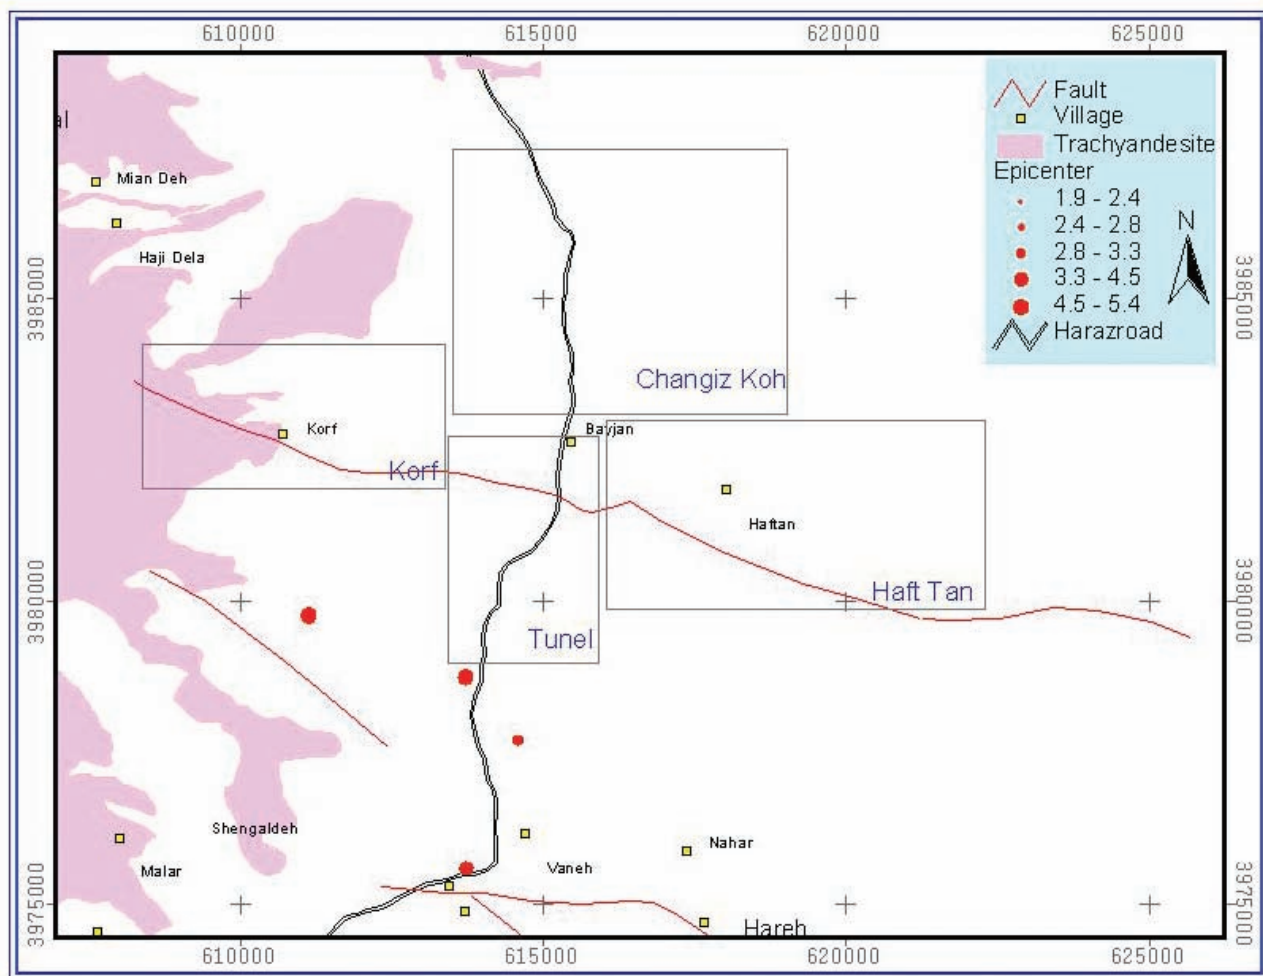 610000 615000 620000 625000
Fault
Village
Trachyandesite
Epicenter
1.9 - 2.4
2.4 - 2.8
2.8 - 3.3
3.3 - 4.5
4.5 - 5.4
Harazroad
N
al
Mian Deh
Haji Dela
3985000
3985000
Changiz Koh
Korf
Bayjan
Korf
Haftan
Haft Tan
3980000
3980000
Tunel
Shengaldeh
Nahar
Malar
Vaneh
3975000
3975000
Hareh
610000 615000 620000 625000